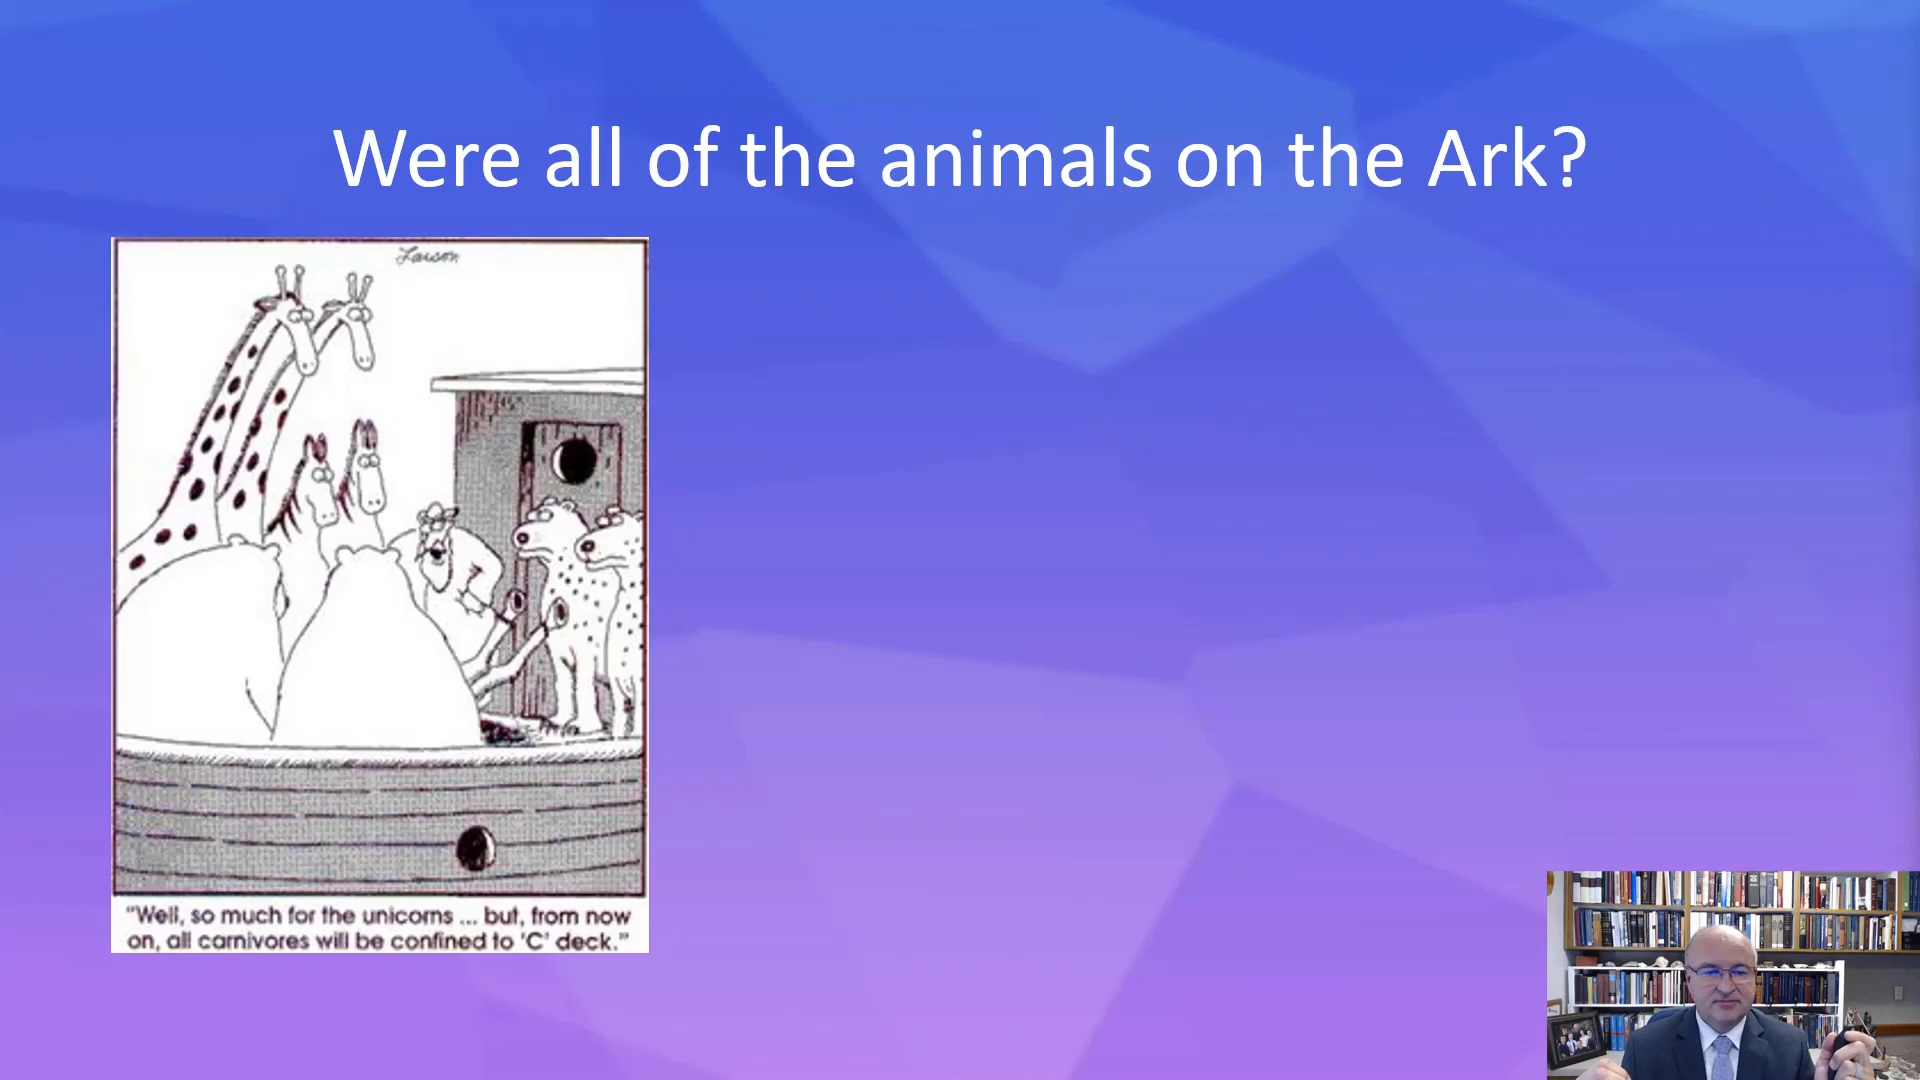 Were all of the animals on the Ark?
Larson
"Well, so much for the unicorns ... but, from now
on, all carnivores will be confined to 'C' deck."